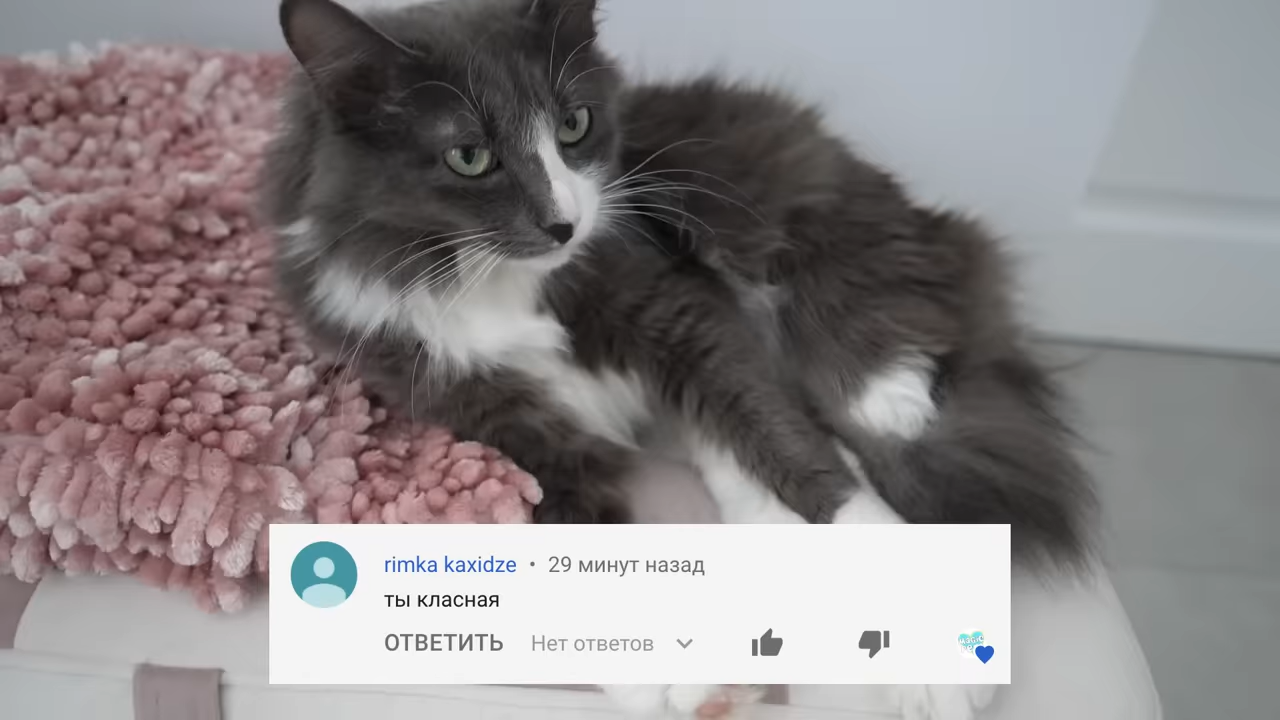 rimka kaxidze • 29 минут назад
ты класная
ОТВЕТИТЬ Нет ответов